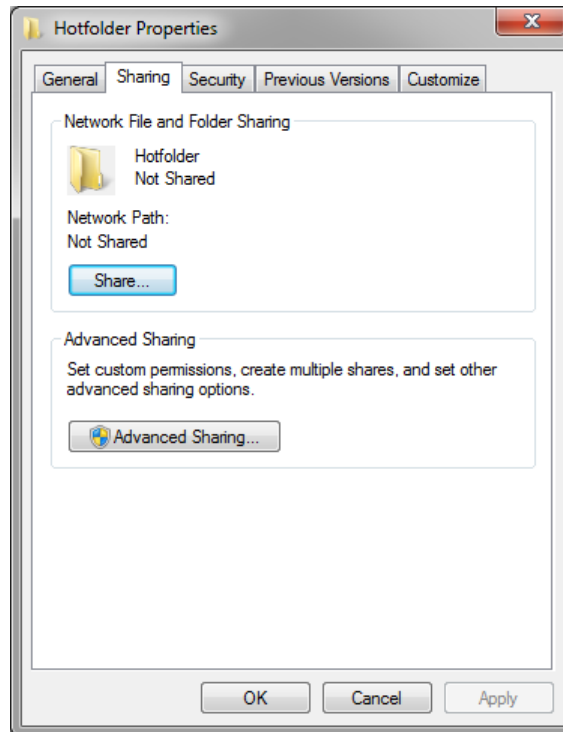 Hotfolder Properties
General Sharing Security Previous Versions Customize
Network File and Folder Sharing
Hotfolder
Not Shared
Network Path:
Not Shared
Share...
Advanced Sharing
Set custom permissions, create multiple shares, and set other
advanced sharing options.
Advanced Sharing...
OK Cancel Apply